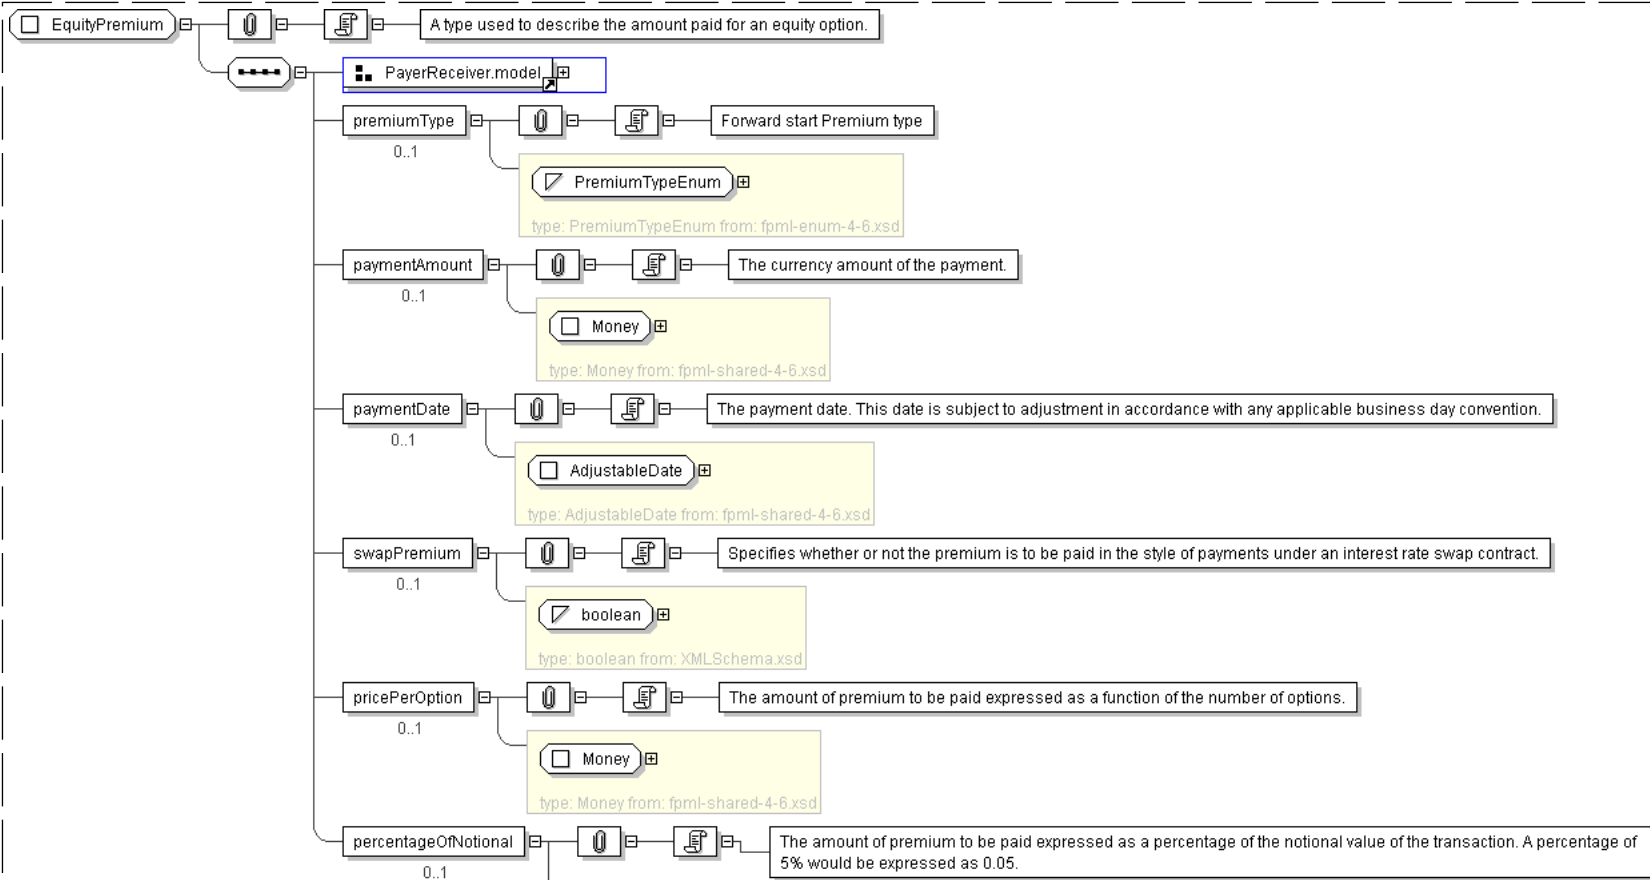 EquityPremium
A type used to describe the amount paid for an equity option.
PayerReceiver.model
premiumType
Forward start Premium type
0..1
PremiumTypeEnum
type: PremiumTypeEnum from: fpml-enum-4-6.xsd
paymentAmount
The currency amount of the payment.
0..1
Money
type: Money from: fpml-shared-4-6.xsd
paymentDate
The payment date. This date is subject to adjustment in accordance with any applicable business day convention.
0..1
AdjustableDate
type: AdjustableDate from: fpml-shared-4-6.xsd
swapPremium
Specifies whether or not the premium is to be paid in the style of payments under an interest rate swap contract.
0..1
boolean
type: boolean from: XMLSchema.xsd
pricePerOption
The amount of premium to be paid expressed as a function of the number of options.
0..1
Money
type: Money from: fpml-shared-4-6.xsd
percentageOfNotional
The amount of premium to be paid expressed as a percentage of the notional value of the transaction. A percentage of
5% would be expressed as 0.05.
0..1